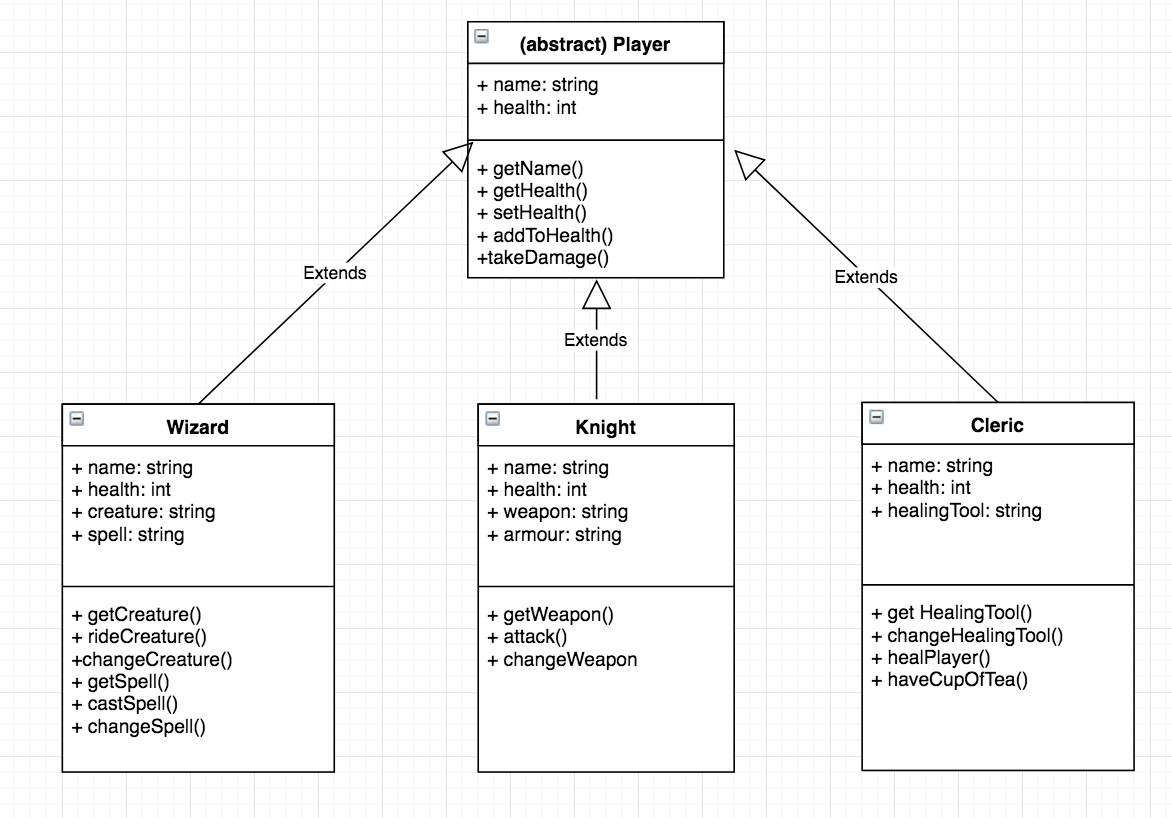 (abstract) Player
+ name: string
+ health: int
+ getName()
+ getHealth()
+ setHealth()
+ addToHealth()
+takeDamage()
Extends
Extends
Extends
Wizard
+ name: string
+ health: int
+ creature: string
+ spell: string
+ getCreature()
+ rideCreature()
+changeCreature()
+ getSpell()
+ castSpell()
+ changeSpell()
Knight
+ name: string
+ health: int
+ weapon: string
+ armour: string
+ getWeapon()
+ attack()
+ changeWeapon
Cleric
+ name: string
+ health: int
+ healingTool: string
+ get HealingTool()
+ changeHealingTool()
+ healPlayer()
+ haveCupOfTea()